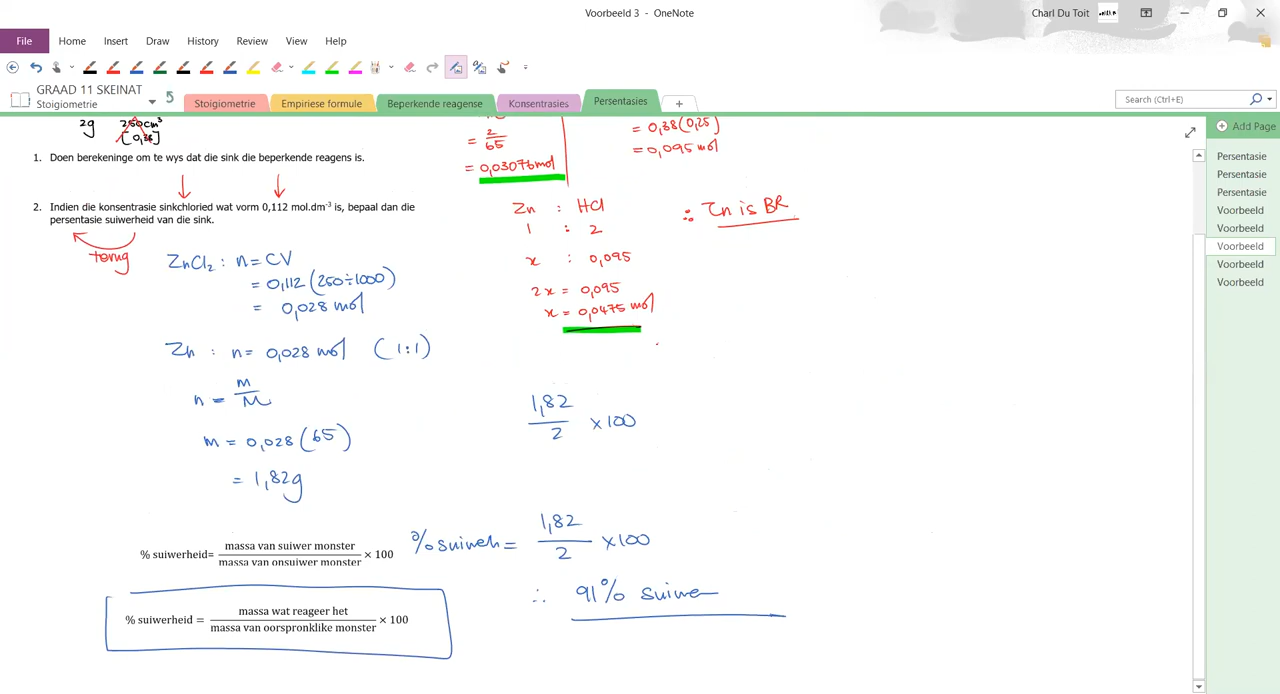 Voorbeeld 3 - OneNote
Charl Du Toit
File Home Insert Draw History Review View Help
GRAAD 11 SKEINAT
Stoigiometrie
Stoigiometrie Empiriese formule Beperkende reagense Konsentrasies Persentasies +
Search (Ctrl+E)
Add Page
Persentasie
Persentasie
Persentasie
Voorbeeld
Voorbeeld
Voorbeeld
Voorbeeld
Voorbeeld
2g 250cm³
[0,38]
1. Doen berekeninge om te wys dat die sink die beperkende reagens is.
2. Indien die konsentrasie sinkchloried wat vorm 0,112 mol.dm⁻³ is, bepaal dan die
persentasie suiwerheid van die sink.
terug
= 2/65
= 0,03076mol
= 0,38(0,25)
= 0,095mol
Zn : HCl
1 : 2
x : 0,095
2x = 0,095
x = 0,0475 mol
∴ Zn is BR
ZnCl₂ : n = CV
= 0,112 (250÷1000)
= 0,028 mol
Zn : n = 0,028 mol (1:1)
n = m/M
m = 0,028 (65)
= 1,82g
1,82/2 ×100
% suiwerheid= massa van suiwer monster/massa van onsuiwer monster × 100
% suiwerh = 1,82/2 ×100
∴ 91% suiwer
% suiwerheid = massa wat reageer het/massa van oorspronklike monster × 100